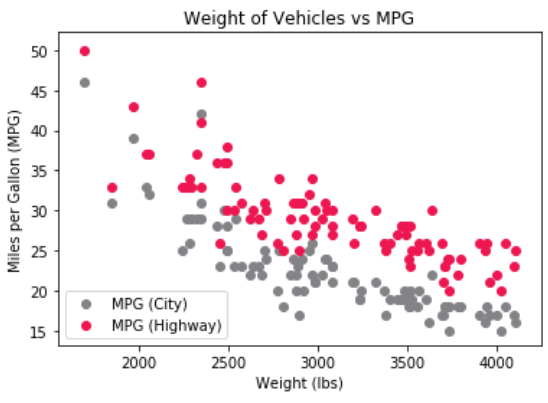 Weight of Vehicles vs MPG
50
45
40
35
30
25
20
15
Miles per Gallon (MPG)
MPG (City)
MPG (Highway)
2000 2500 3000 3500 4000
Weight (lbs)